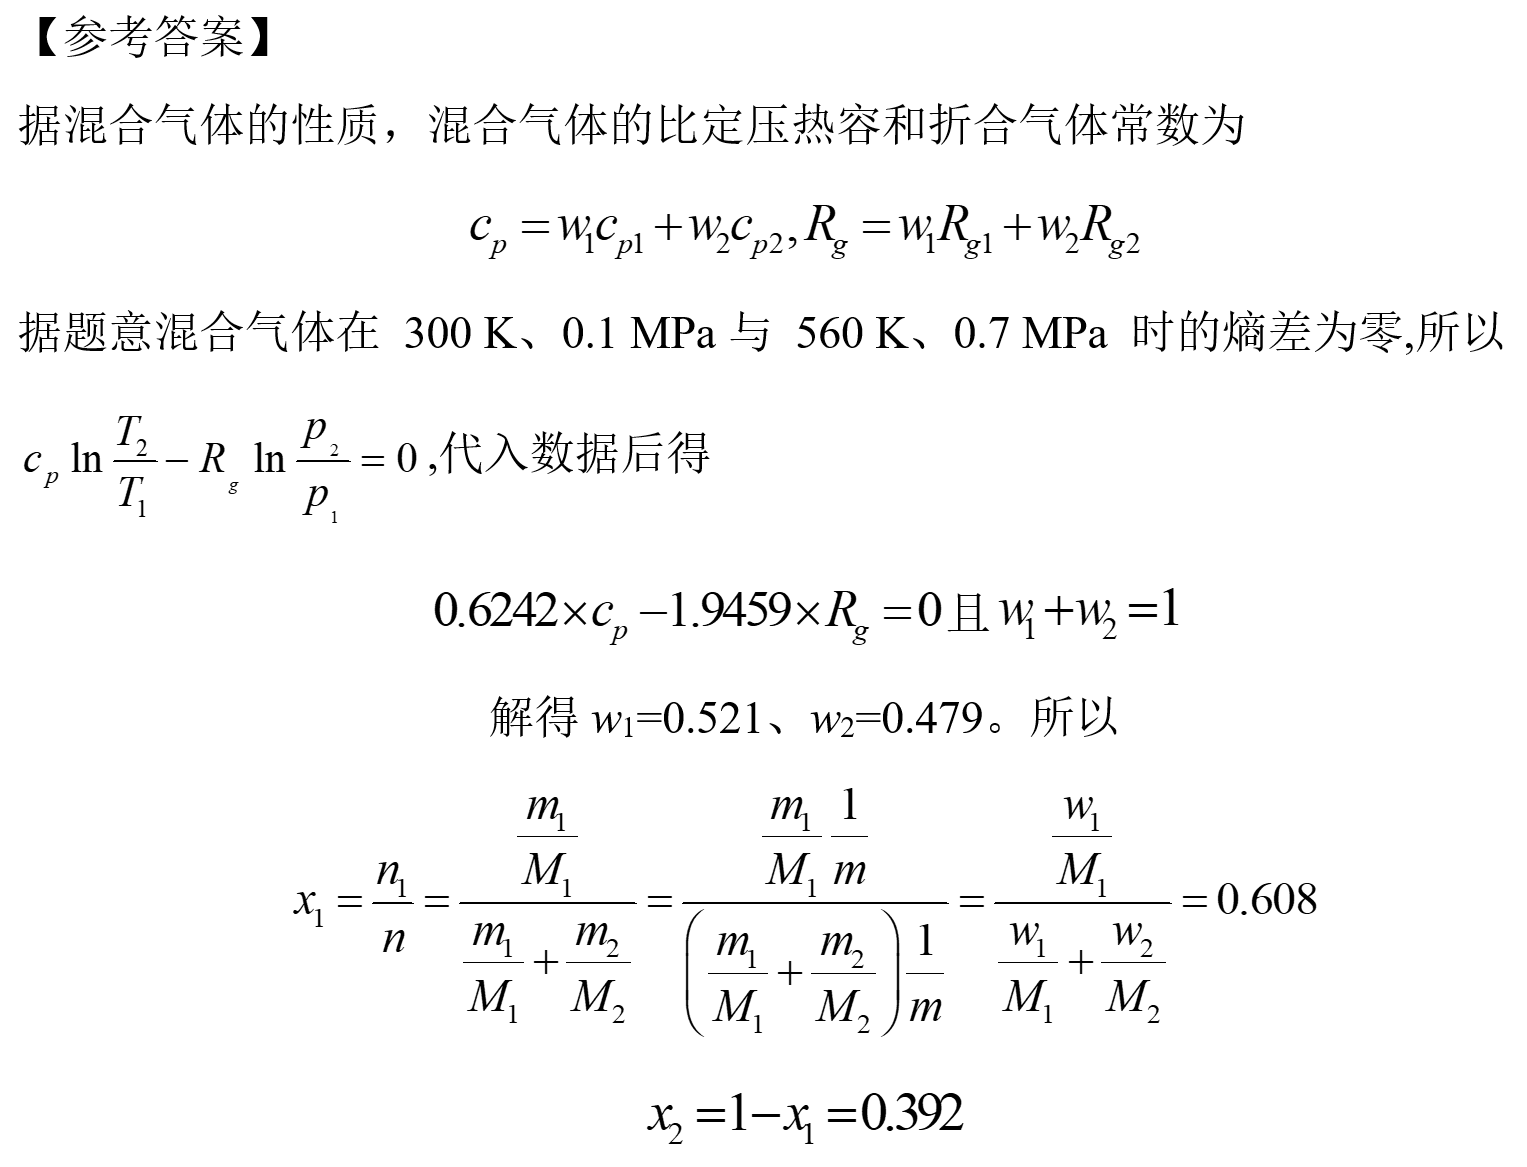 【参考答案】
据混合气体的性质，混合气体的比定压热容和折合气体常数为
$c_p = w_1 c_{p1} + w_2 c_{p2}, R_g = w_1 R_{g1} + w_2 R_{g2}$
据题意混合气体在 300 K、0.1 MPa 与 560 K、0.7 MPa 时的熵差为零,所以
$c_p \ln \frac{T_2}{T_1} - R_g \ln \frac{p_2}{p_1} = 0$ ,代入数据后得
$0.6242 \times c_p - 1.9459 \times R_g = 0$ 且 $w_1 + w_2 = 1$
解得 $w_1$=0.521、$w_2$=0.479。所以
$x_1 = \frac{n_1}{n} = \frac{\frac{m_1}{M_1}}{\frac{m_1}{M_1} + \frac{m_2}{M_2}} = \frac{\frac{m_1}{M_1} \frac{1}{m}}{\left( \frac{m_1}{M_1} + \frac{m_2}{M_2} \right) \frac{1}{m}} = \frac{\frac{w_1}{M_1}}{\frac{w_1}{M_1} + \frac{w_2}{M_2}} = 0.608$
$x_2 = 1 - x_1 = 0.392$